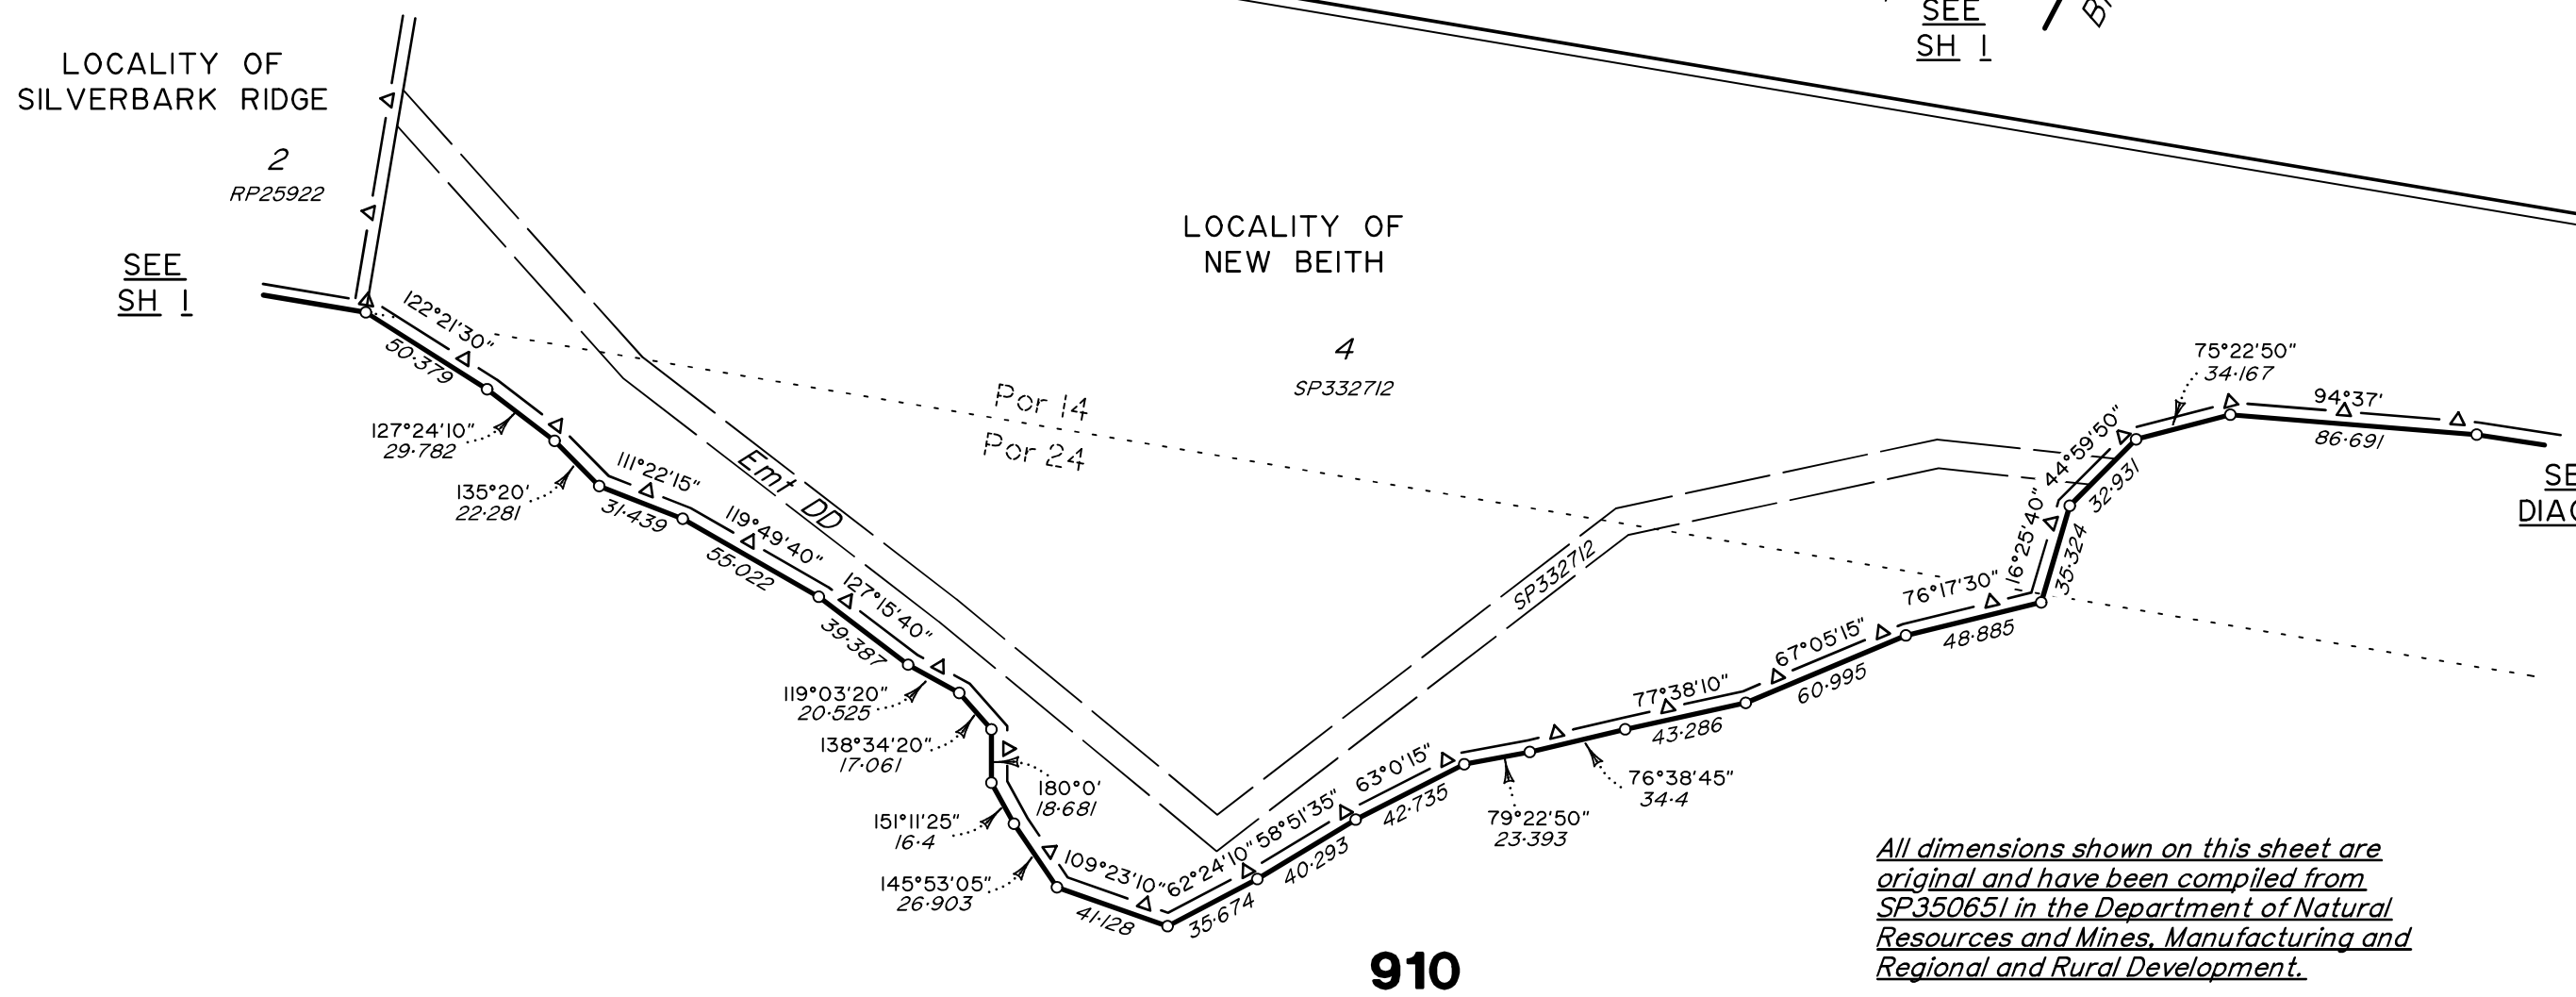 LOCALITY OF
SILVERBARK RIDGE
2
RP25922
SEE
SH 1
SEE
SH 1
LOCALITY OF
NEW BEITH
4
SP332712
Por 14
Por 24
Emt DD
SP332712
122°21'30"
50·379
127°24'10"
29·782
135°20'
22·281
111°22'15"
31·439
119°49'40"
55·022
127°15'40"
39·387
119°03'20"
20·525
138°34'20"
17·061
180°0'
18·681
151°11'25"
16·4
145°53'05"
26·903
109°23'10"
41·128
62°24'10"
35·674
58°51'35"
40·293
63°0'15"
42·735
79°22'50"
23·393
76°38'45"
34·4
77°38'10"
43·286
67°05'15"
60·995
76°17'30"
48·885
16°25'40"
35·324
44°59'50"
32·931
75°22'50"
34·167
94°37'
86·691
910
All dimensions shown on this sheet are
original and have been compiled from
SP350651 in the Department of Natural
Resources and Mines, Manufacturing and
Regional and Rural Development.